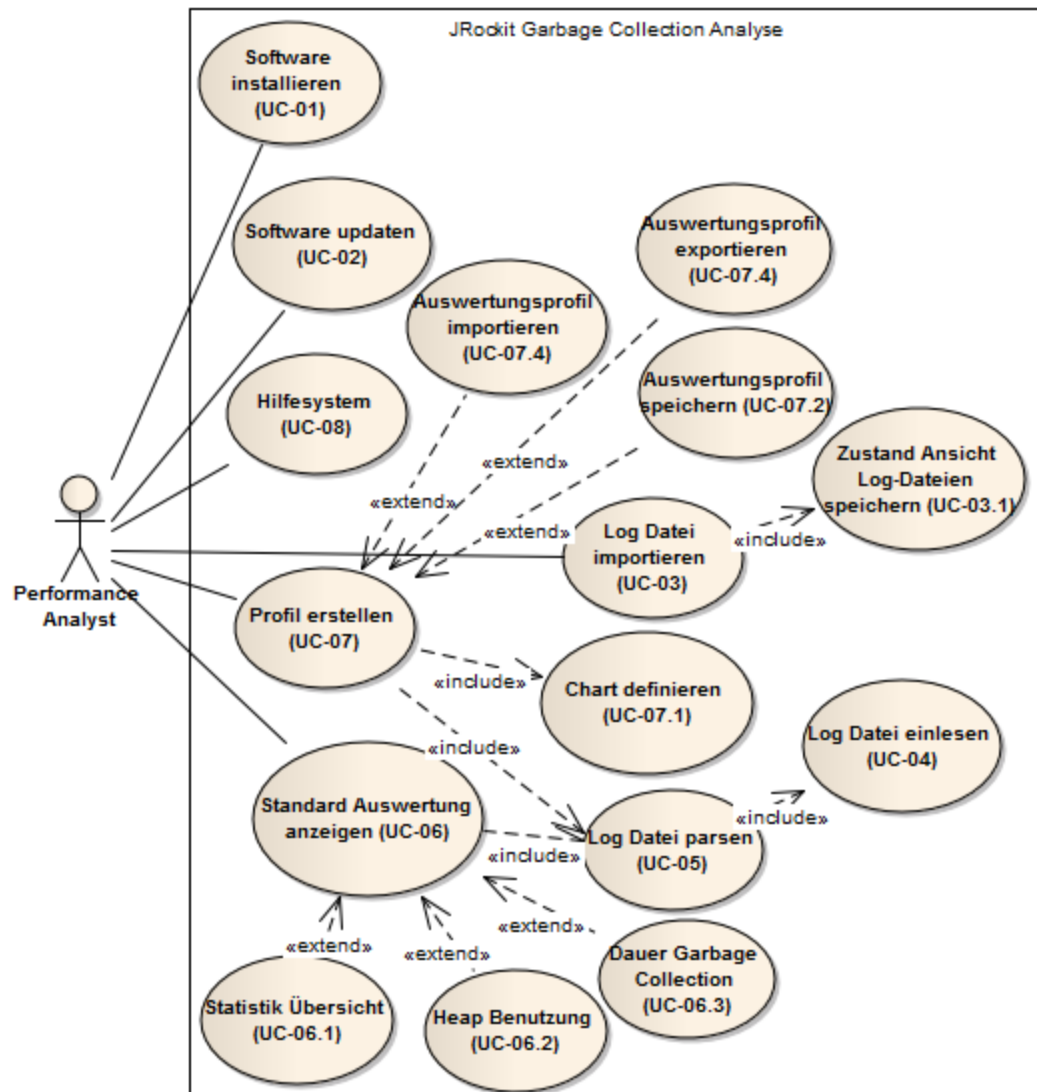 JRockit Garbage Collection Analyse
Software
installieren
(UC-01)
Software updaten
(UC-02)
Auswertungsprofil
exportieren
(UC-07.4)
Auswertungsprofil
importieren
(UC-07.4)
Hilfesystem
(UC-08)
Auswertungsprofil
speichern (UC-07.2)
Zustand Ansicht
Log-Dateien
speichern (UC-03.1)
«extend»
«extend»
«extend»
«include»
Log Datei
importieren
(UC-03)
Performance
Analyst
Profil erstellen
(UC-07)
«include»
Chart definieren
(UC-07.1)
«include»
Log Datei einlesen
(UC-04)
Standard Auswertung
anzeigen (UC-06)
«include»
«include»
Log Datei parsen
(UC-05)
«extend»
«extend»
«extend»
Dauer Garbage
Collection
(UC-06.3)
Statistik Übersicht
(UC-06.1)
Heap Benutzung
(UC-06.2)